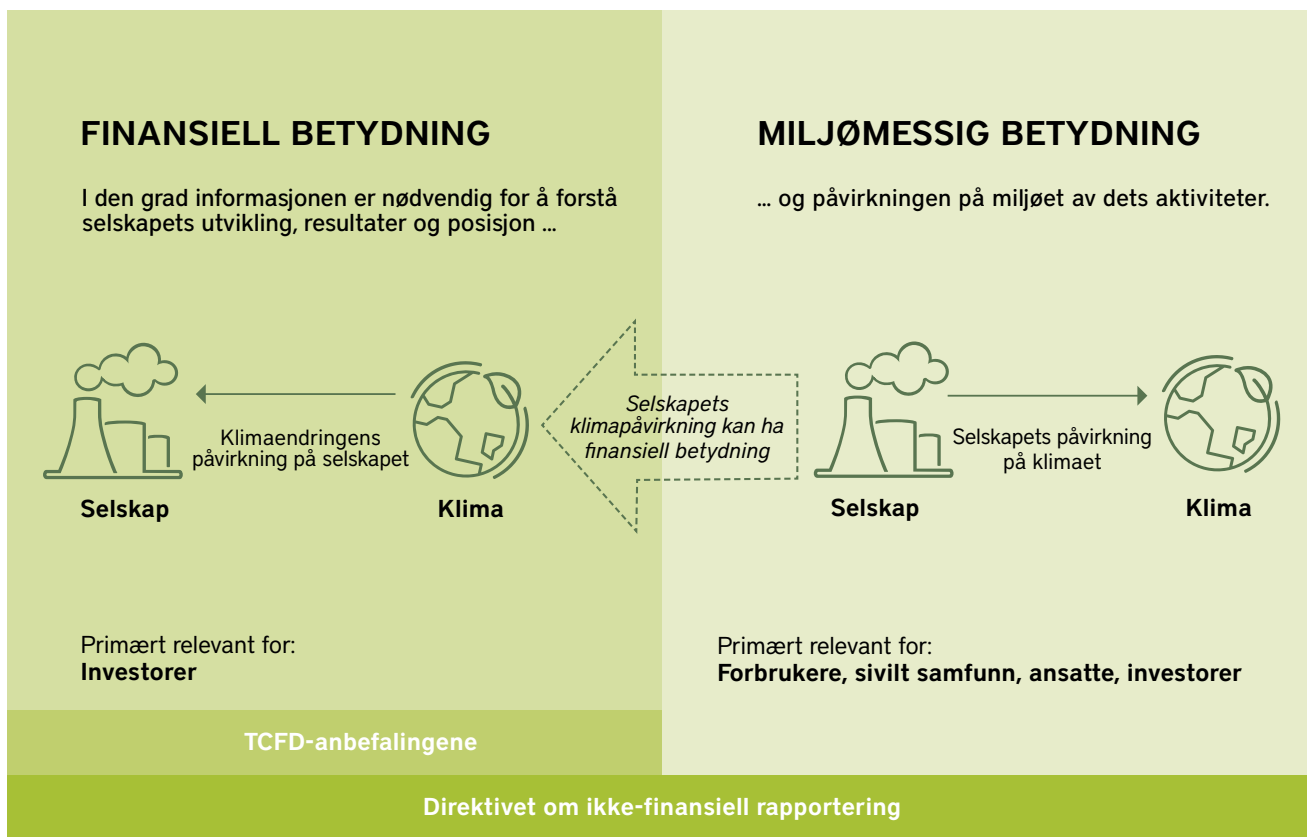 FINANSIELL BETYDNING
I den grad informasjonen er nødvendig for å forstå
selskapets utvikling, resultater og posisjon ...
Klimaendringens
påvirkning på selskapet
Selskap
Klima
Primært relevant for:
Investorer
TCFD-anbefalingene
Selskapets
klimapåvirkning kan ha
finansiell betydning
MILJØMESSIG BETYDNING
... og påvirkningen på miljøet av dets aktiviteter.
Selskapets påvirkning
på klimaet
Selskap
Klima
Primært relevant for:
Forbrukere, sivilt samfunn, ansatte, investorer
Direktivet om ikke-finansiell rapportering